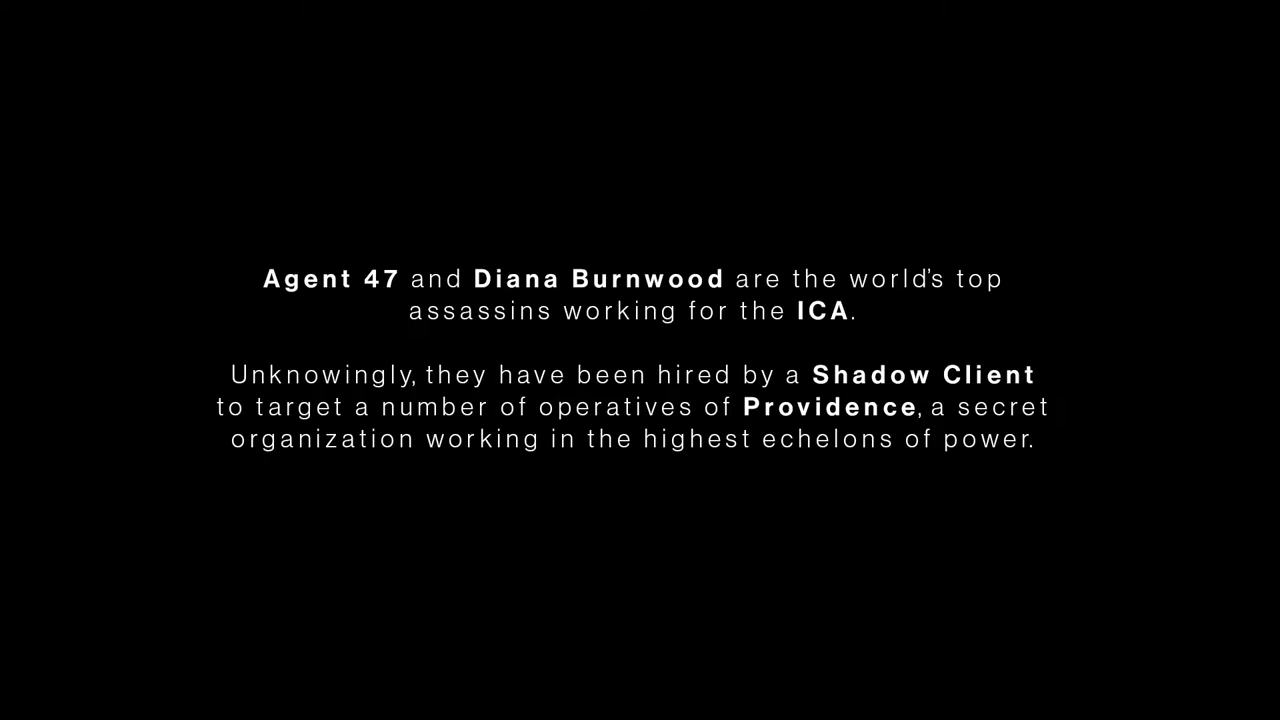 Agent 47 and Diana Burnwood are the world's top
assassins working for the ICA.
Unknowingly, they have been hired by a Shadow Client
to target a number of operatives of Providence, a secret
organization working in the highest echelons of power.